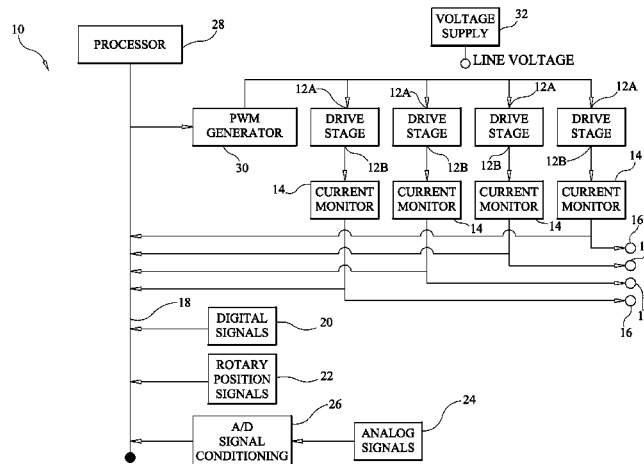 10
PROCESSOR
28
VOLTAGE
SUPPLY
32
LINE VOLTAGE
12A
12A
12A
12A
PWM
GENERATOR
30
DRIVE
STAGE
DRIVE
STAGE
DRIVE
STAGE
DRIVE
STAGE
12B
12B
12B
12B
14
CURRENT
MONITOR
CURRENT
MONITOR
14
CURRENT
MONITOR
14
CURRENT
MONITOR
14
16
1
1
16
18
DIGITAL
SIGNALS
20
ROTARY
POSITION
SIGNALS
22
A/D
SIGNAL
CONDITIONING
26
ANALOG
SIGNALS
24